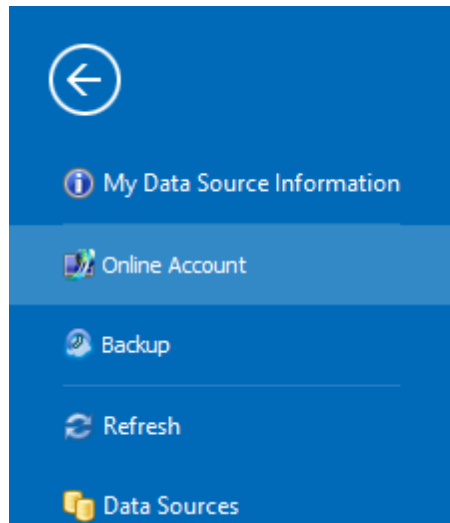 My Data Source Information
Online Account
Backup
Refresh
Data Sources